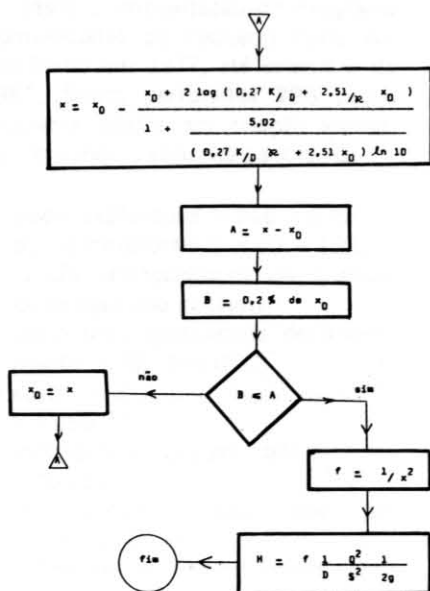 A
x = x₀ - x₀ + 2 log ( 0,27 K/D + 2,51/ℛ x₀ )
1 + 5,02
( 0,27 K/D ℛ + 2,51 x₀ ) ln 10
A = x - x₀
B = 0,2 % de x₀
não
B ≤ A
sim
x₀ = x
A
f = 1/x²
fim
H = f 1/D Q²/S² 1/2g